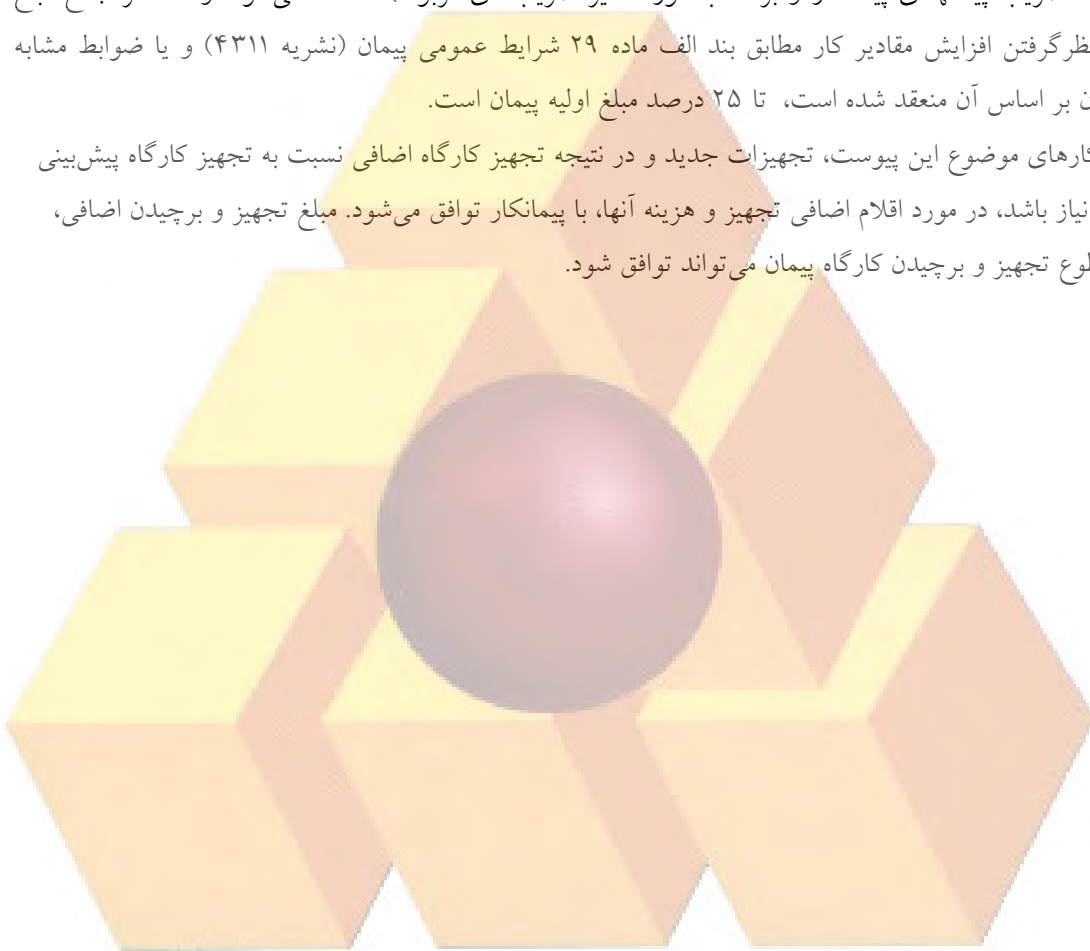 نظرگرفتن افزایش مقادیر کار مطابق بند الف ماده ۲۹ شرایط عمومی پیمان (نشریه ۴۳۱۱) و یا ضوابط مشابه
ن بر اساس آن منعقد شده است، تا ۲۵ درصد مبلغ اولیه پیمان است.
کارهای موضوع این پیوست، تجهیزات جدید و در نتیجه تجهیز کارگاه اضافی نسبت به تجهیز کارگاه پیش‌بینی
نیاز باشد، در مورد اقلام اضافی تجهیز و هزینه آنها، با پیمانکار توافق می‌شود. مبلغ تجهیز و برچیدن اضافی،
طوع تجهیز و برچیدن کارگاه پیمان می‌تواند توافق شود.